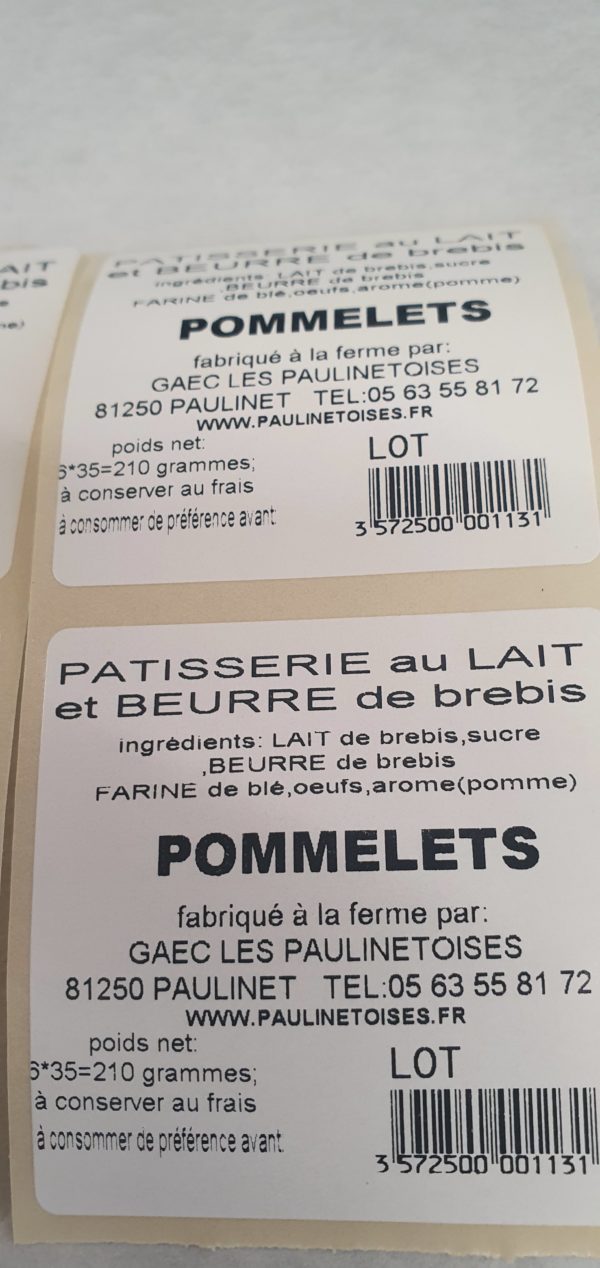 AIT
bis
PATISSERIE au LAIT
et BEURRE de brebis
ingrédients: LAIT de brebis,sucre
,BEURRE de brebis
FARINE de blé,oeufs,arome(pomme)
POMMELETS
fabriqué à la ferme par:
GAEC LES PAULINETOISES
81250 PAULINET TEL:05 63 55 81 72
WWW.PAULINETOISES.FR
poids net:
6*35=210 grammes;
à conserver au frais
à consommer de préférence avant:
LOT
3 572500 001131
PATISSERIE au LAIT
et BEURRE de brebis
ingrédients: LAIT de brebis,sucre
,BEURRE de brebis
FARINE de blé,oeufs,arome(pomme)
POMMELETS
fabriqué à la ferme par:
GAEC LES PAULINETOISES
81250 PAULINET TEL:05 63 55 81 72
WWW.PAULINETOISES.FR
poids net:
6*35=210 grammes;
à conserver au frais
à consommer de préférence avant:
LOT
3 572500 001131